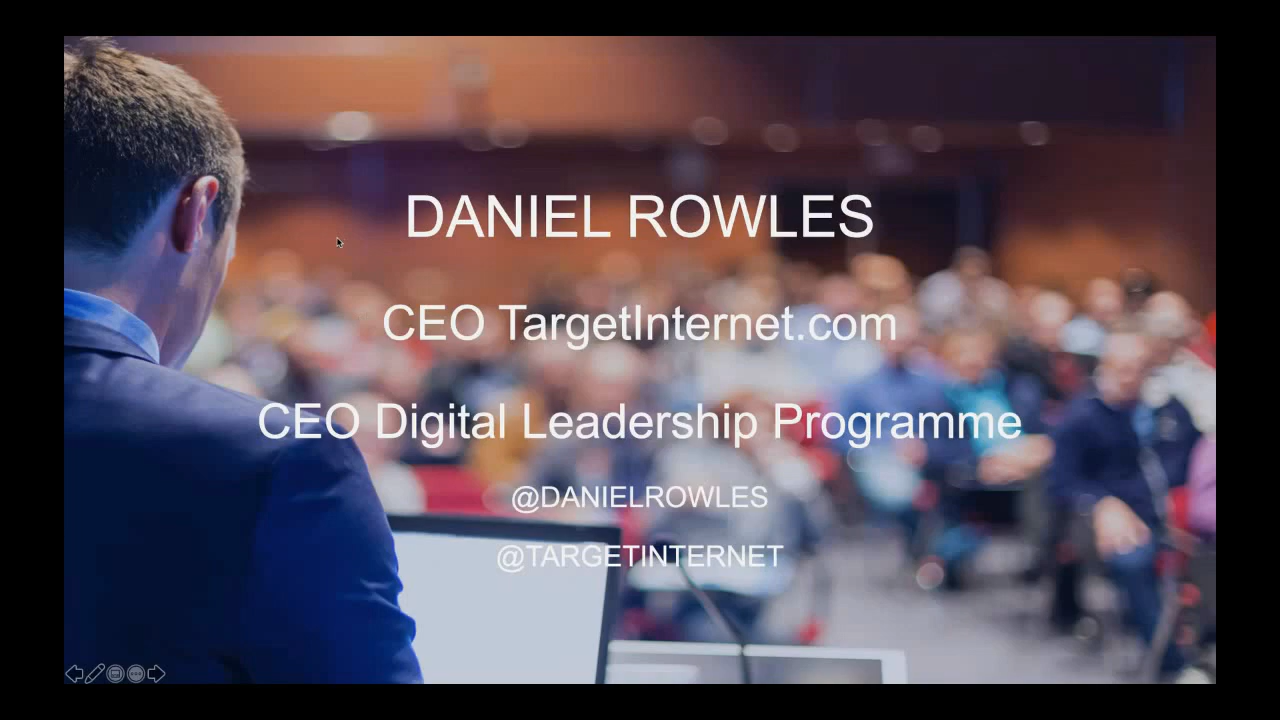 DANIEL ROWLES
CEO TargetInternet.com
CEO Digital Leadership Programme
@DANIELROWLES
@TARGETINTERNET